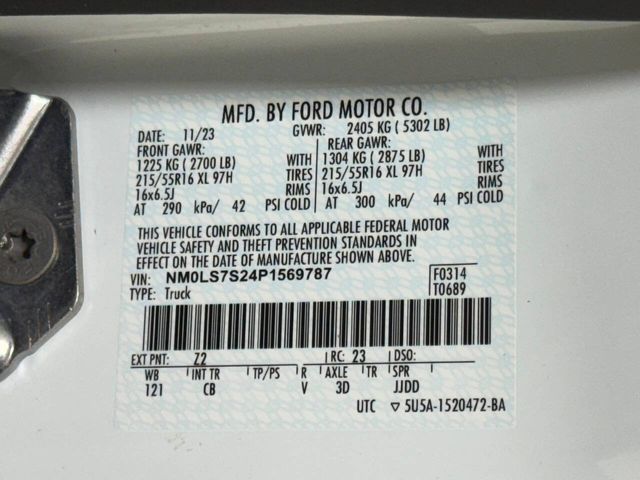 MFD. BY FORD MOTOR CO.
DATE: 11/23 GVWR: 2405 KG ( 5302 LB)
FRONT GAWR: REAR GAWR:
1225 KG ( 2700 LB) WITH 1304 KG ( 2875 LB) WITH
215/55R16 XL 97H TIRES 215/55R16 XL 97H TIRES
16x6.5J RIMS 16x6.5J RIMS
AT 290 kPa/ 42 PSI COLD AT 300 kPa/ 44 PSI COLD
THIS VEHICLE CONFORMS TO ALL APPLICABLE FEDERAL MOTOR
VEHICLE SAFETY AND THEFT PREVENTION STANDARDS IN
EFFECT ON THE DATE OF MANUFACTURE SHOWN ABOVE.
VIN: NM0LS7S24P1569787 F0314
TYPE: Truck T0689
EXT PNT: Z2 RC: 23 DSO:
WB INT TR TP/PS R AXLE TR SPR
121 CB V 3D JJDD
UTC ▽ 5U5A-1520472-BA